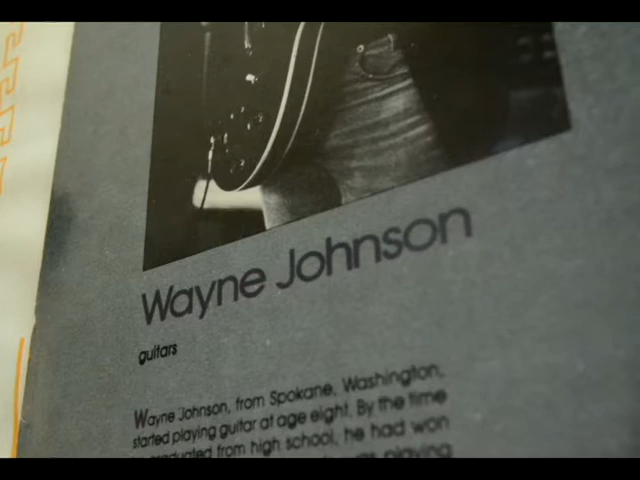 Wayne Johnson
guitars
Wayne Johnson, from Spokane, Washington,
started playing guitar at age eight. By the time
graduated from high school, he had won
playing